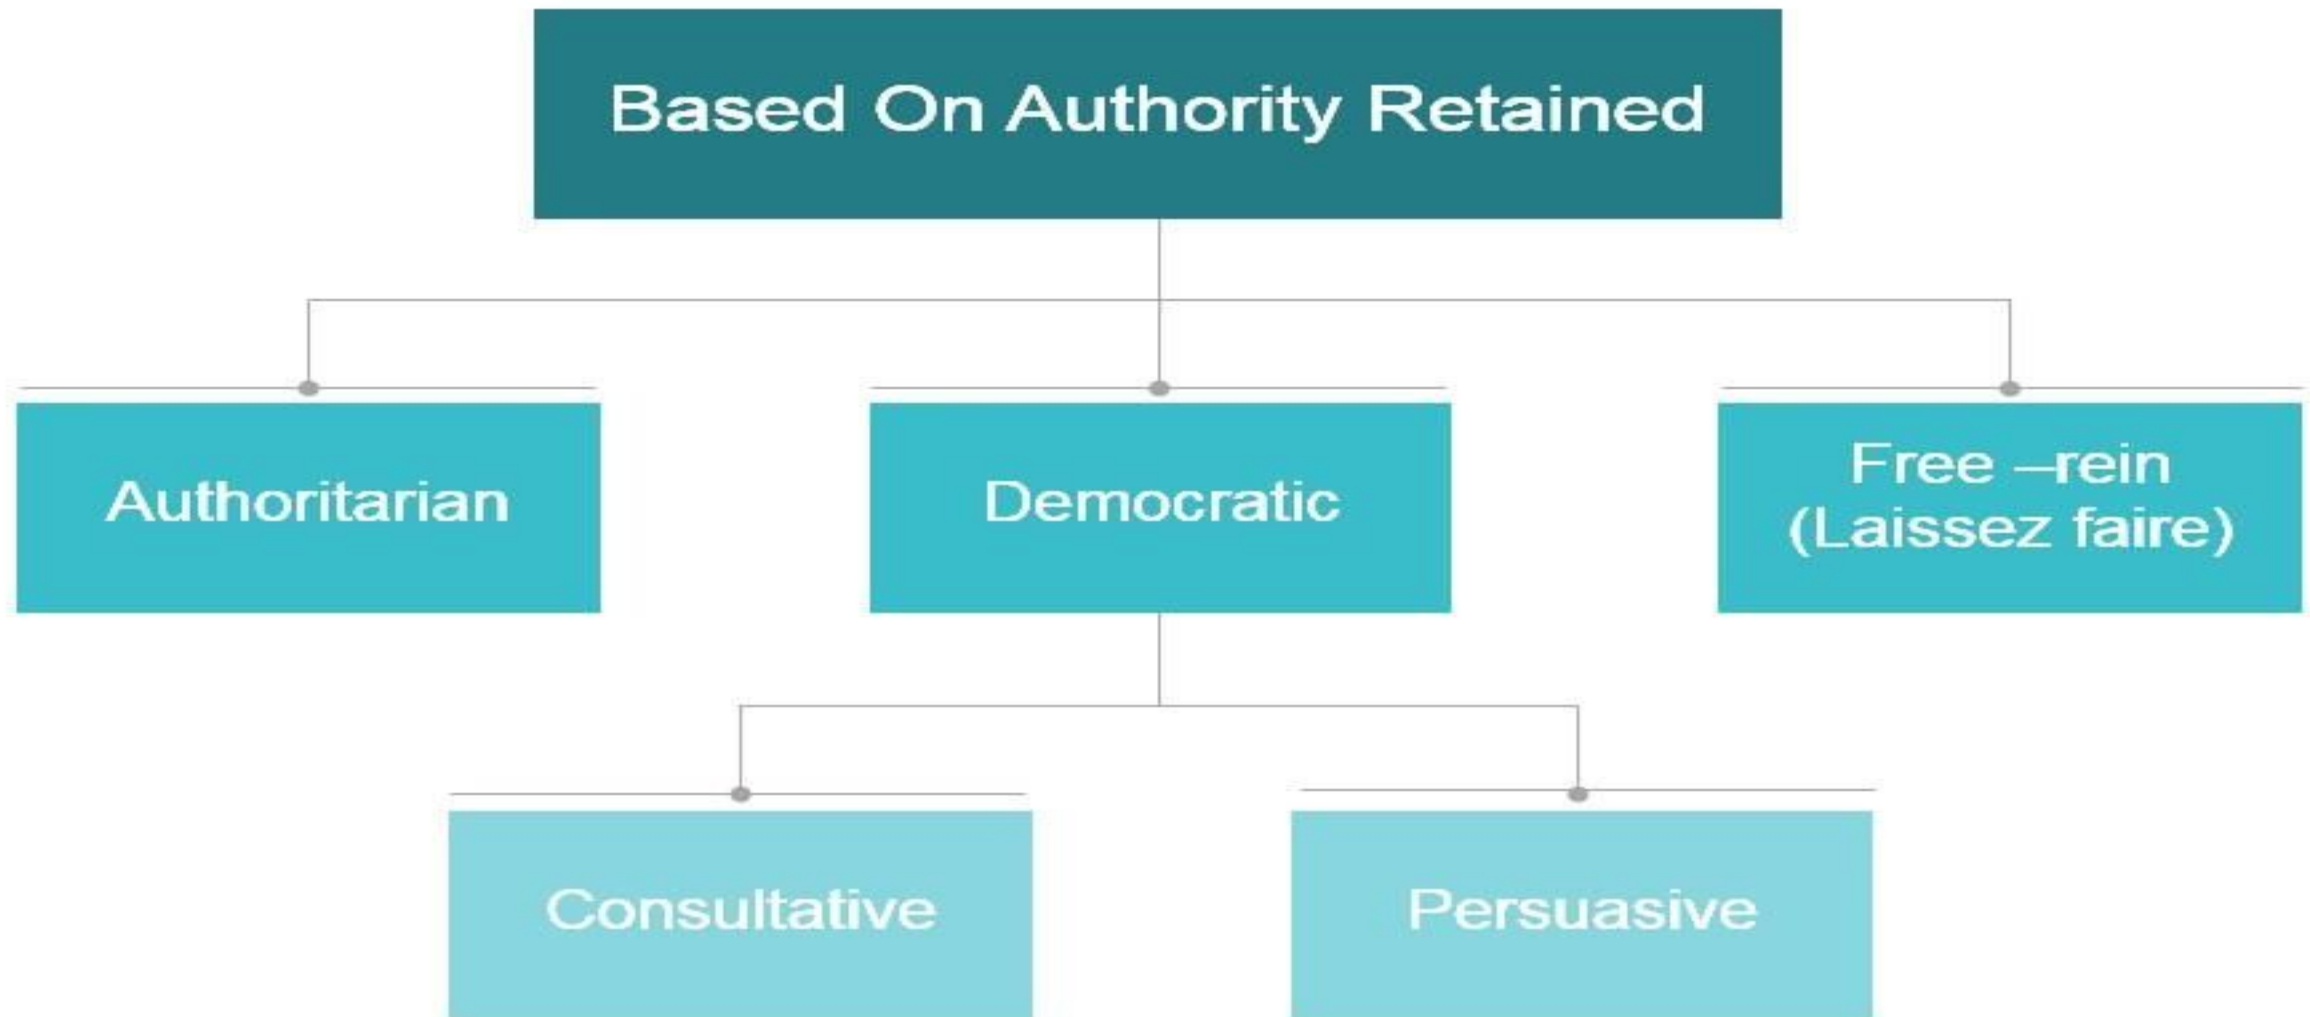 Based On Authority Retained
Authoritarian
Democratic
Free –rein
(Laissez faire)
Consultative
Persuasive